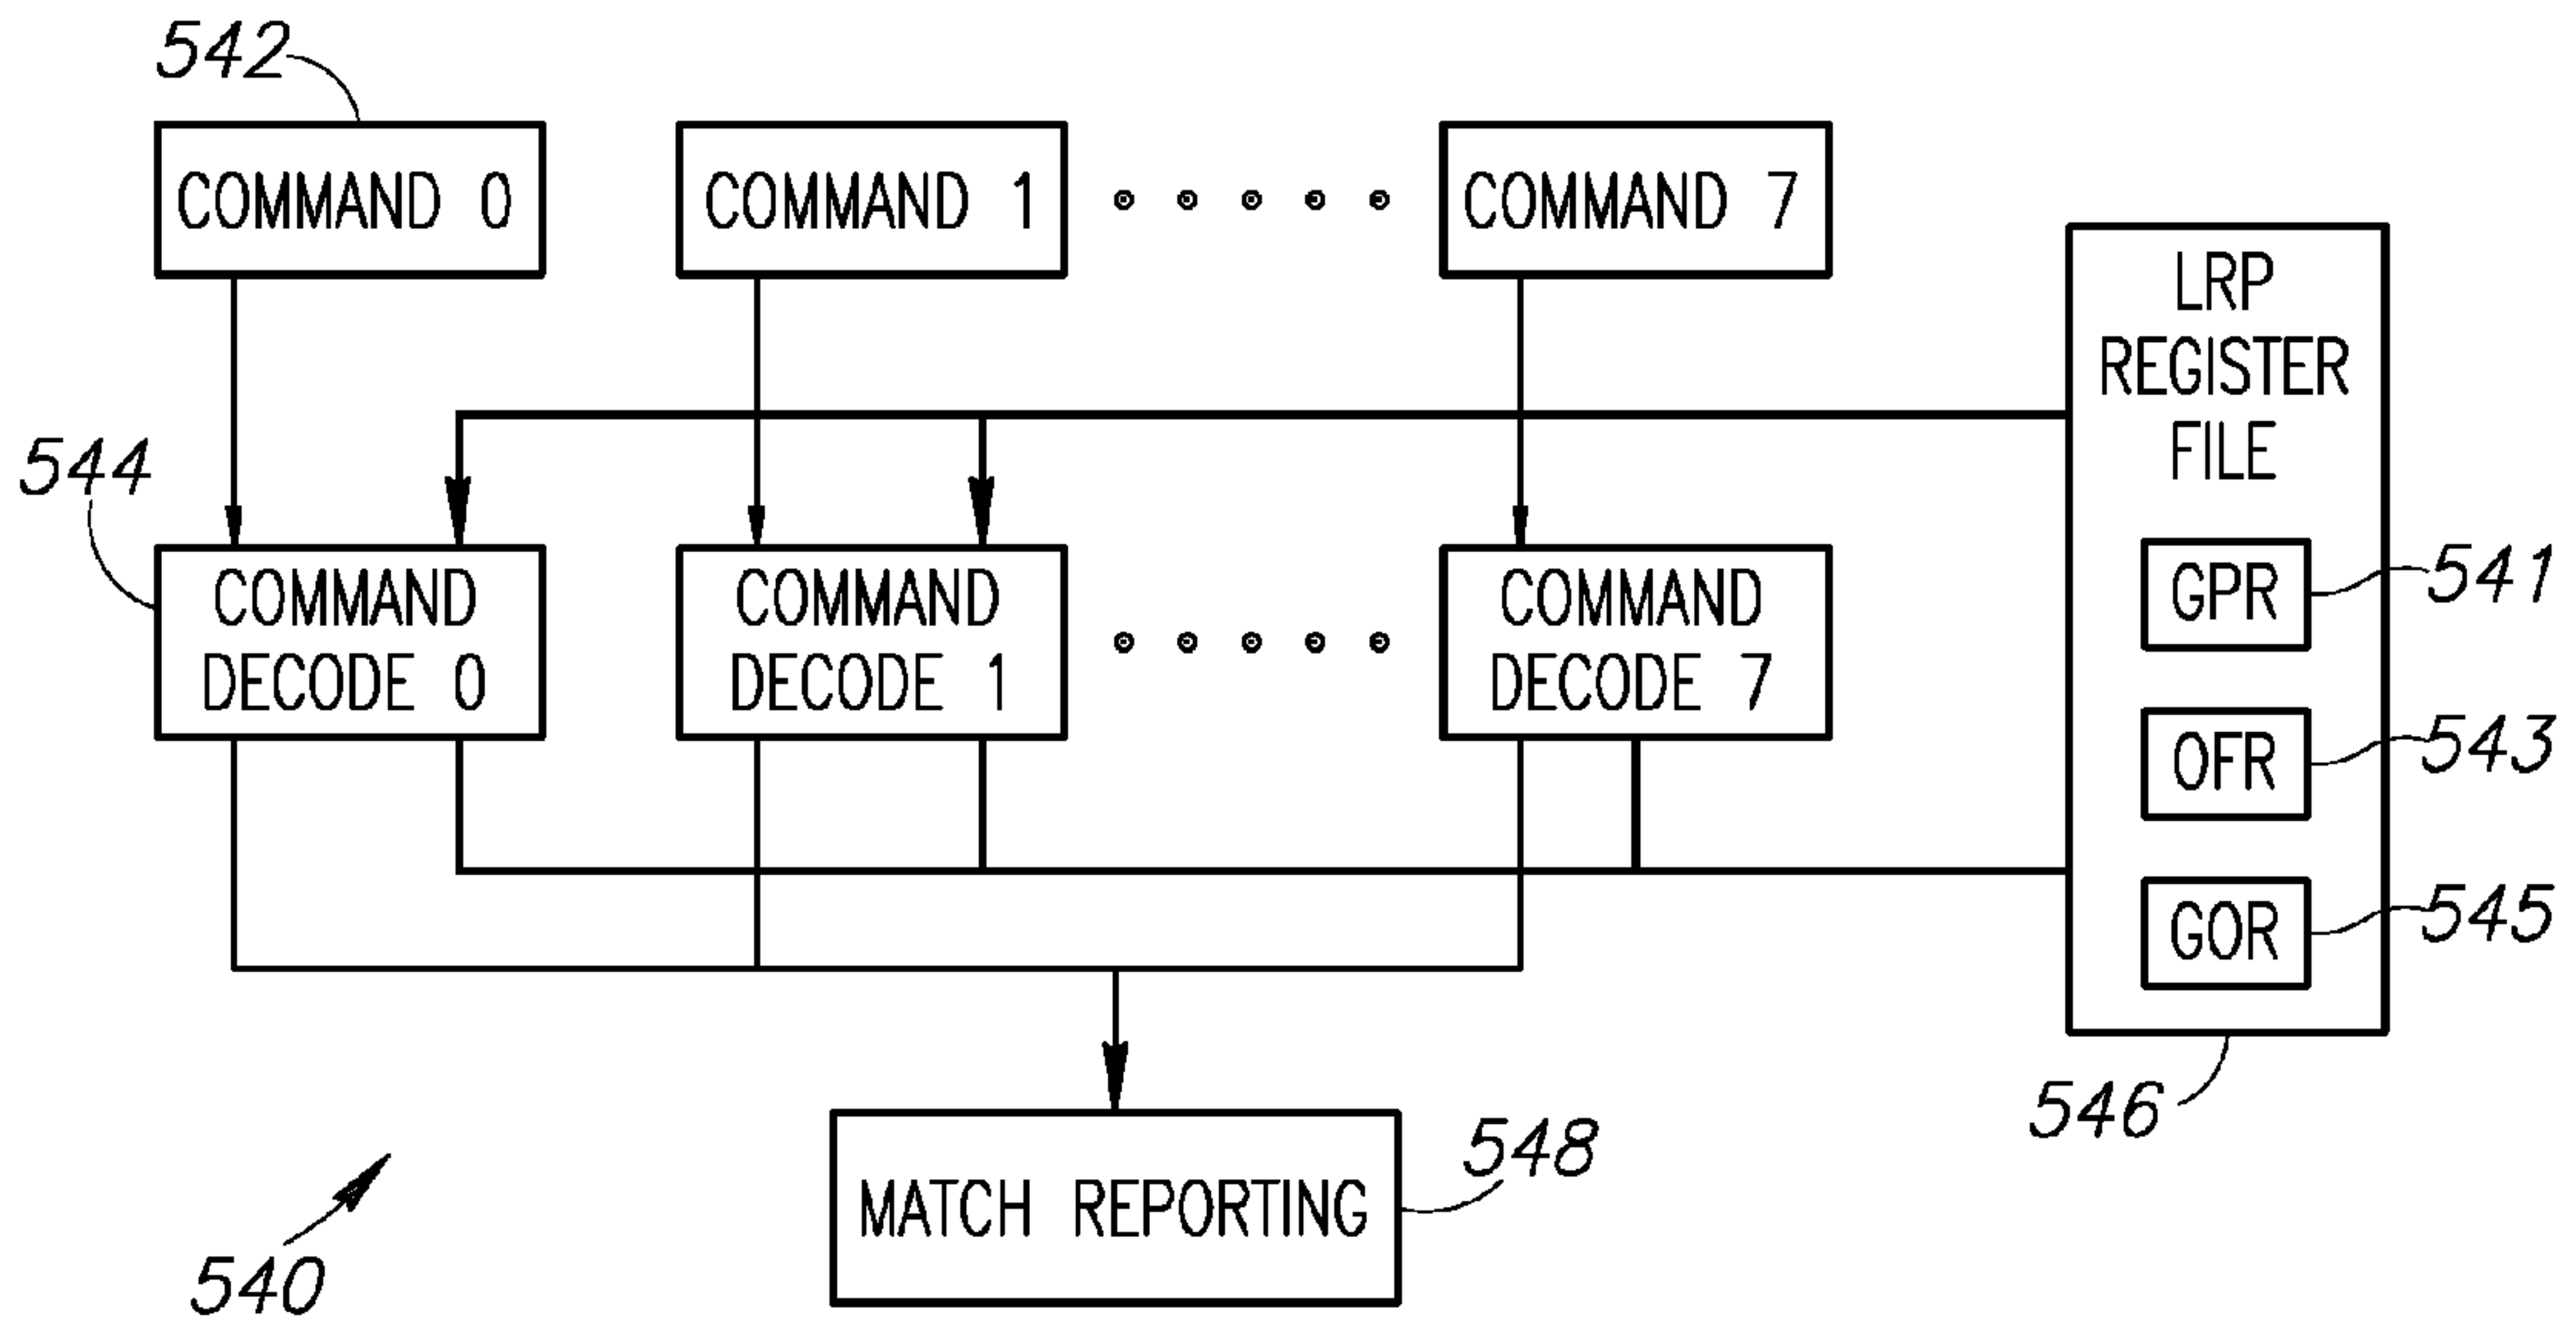 542
COMMAND 0
COMMAND 1
COMMAND 7
LRP
REGISTER
FILE
544
COMMAND
DECODE 0
COMMAND
DECODE 1
COMMAND
DECODE 7
GPR
541
OFR
543
GOR
545
546
548
MATCH REPORTING
540